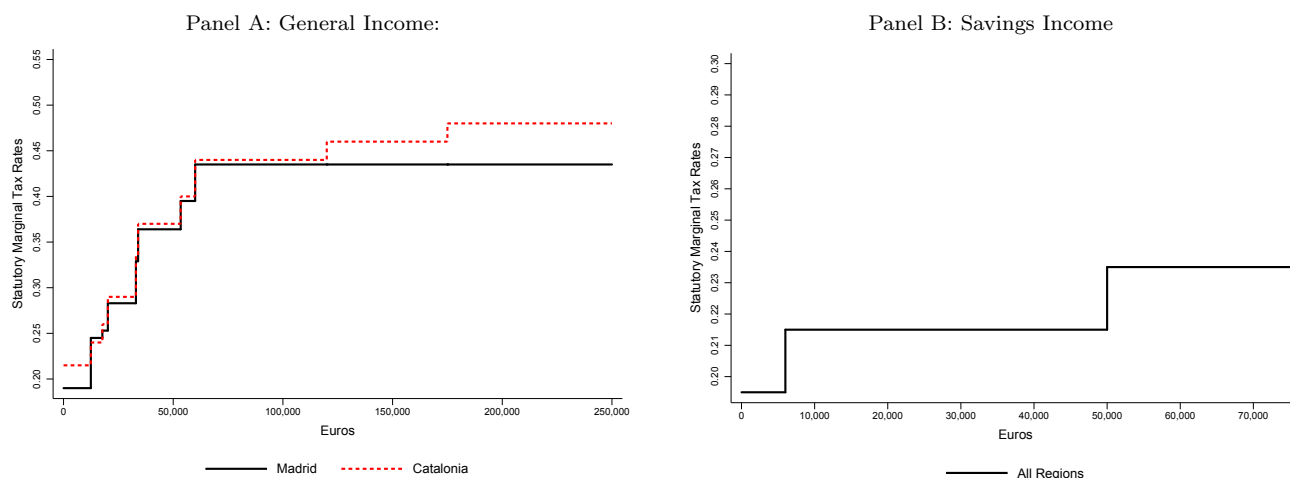 Panel A: General Income:
Statutory Marginal Tax Rates
0.55
0.50
0.45
0.40
0.35
0.30
0.25
0.20
0 50,000 100,000 150,000 200,000 250,000
Euros
Madrid Catalonia
Panel B: Savings Income
Statutory Marginal Tax Rates
0.30
0.29
0.28
0.27
0.26
0.25
0.24
0.23
0.22
0.21
0.20
0 10,000 20,000 30,000 40,000 50,000 60,000 70,000
Euros
All Regions